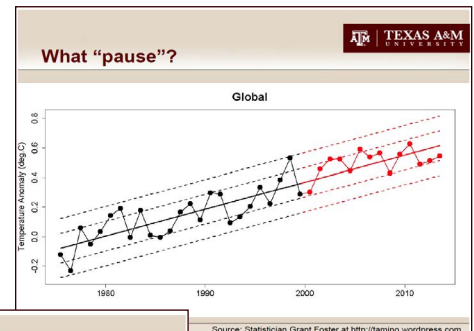 ĀM TEXAS A&M
UNIVERSITY
What “pause”?
Global
Temperature Anomaly (deg.C)
0.8
0.6
0.4
0.2
0.0
-0.2
1980
1990
2000
2010
Source: Statistician Grant Foster at http://tamino.wordpress.com